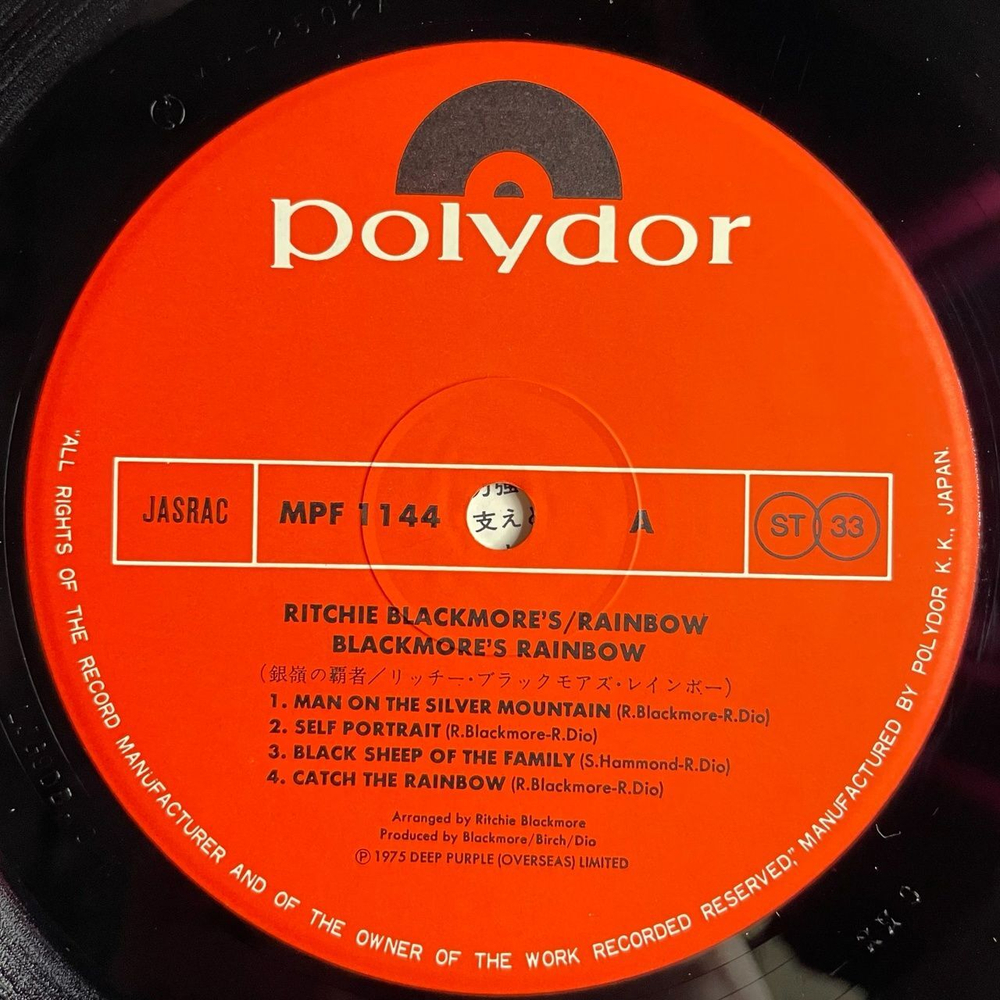 polydor
JASRAC
MPF 1144
支え
A
ST 33
RITCHIE BLACKMORE'S/RAINBOW
BLACKMORE'S RAINBOW
(銀嶺の覇者/リッチー・ブラックモアズ・レインボー)
1. MAN ON THE SILVER MOUNTAIN (R.Blackmore-R.Dio)
2. SELF PORTRAIT (R.Blackmore-R.Dio)
3. BLACK SHEEP OF THE FAMILY (S.Hammond-R.Dio)
4. CATCH THE RAINBOW (R.Blackmore-R.Dio)
Arranged by Ritchie Blackmore
Produced by Blackmore/Birch/Dio
Ⓟ 1975 DEEP PURPLE (OVERSEAS) LIMITED
"ALL RIGHTS OF THE RECORD MANUFACTURER AND OF THE OWNER OF THE WORK RECORDED RESERVED," MANUFACTURED BY POLYDOR K.K., JAPAN.